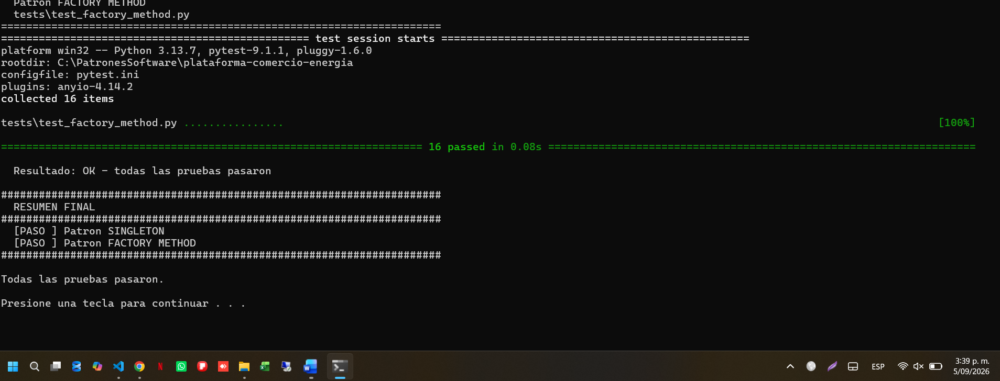 Patron FACTORY METHOD
tests\test_factory_method.py
======================================================================
================================================= test session starts =================================================
platform win32 -- Python 3.13.7, pytest-9.1.1, pluggy-1.6.0
rootdir: C:\PatronesSoftware\plataforma-comercio-energia
configfile: pytest.ini
plugins: anyio-4.14.2
collected 16 items
tests\test_factory_method.py ................ [100%]
=================================================================== 16 passed in 0.08s ====================================================================
Resultado: OK - todas las pruebas pasaron
######################################################################
RESUMEN FINAL
######################################################################
[PASO ] Patron SINGLETON
[PASO ] Patron FACTORY METHOD
######################################################################
Todas las pruebas pasaron.
Presione una tecla para continuar . . .
ESP
3:39 p. m.
5/09/2026